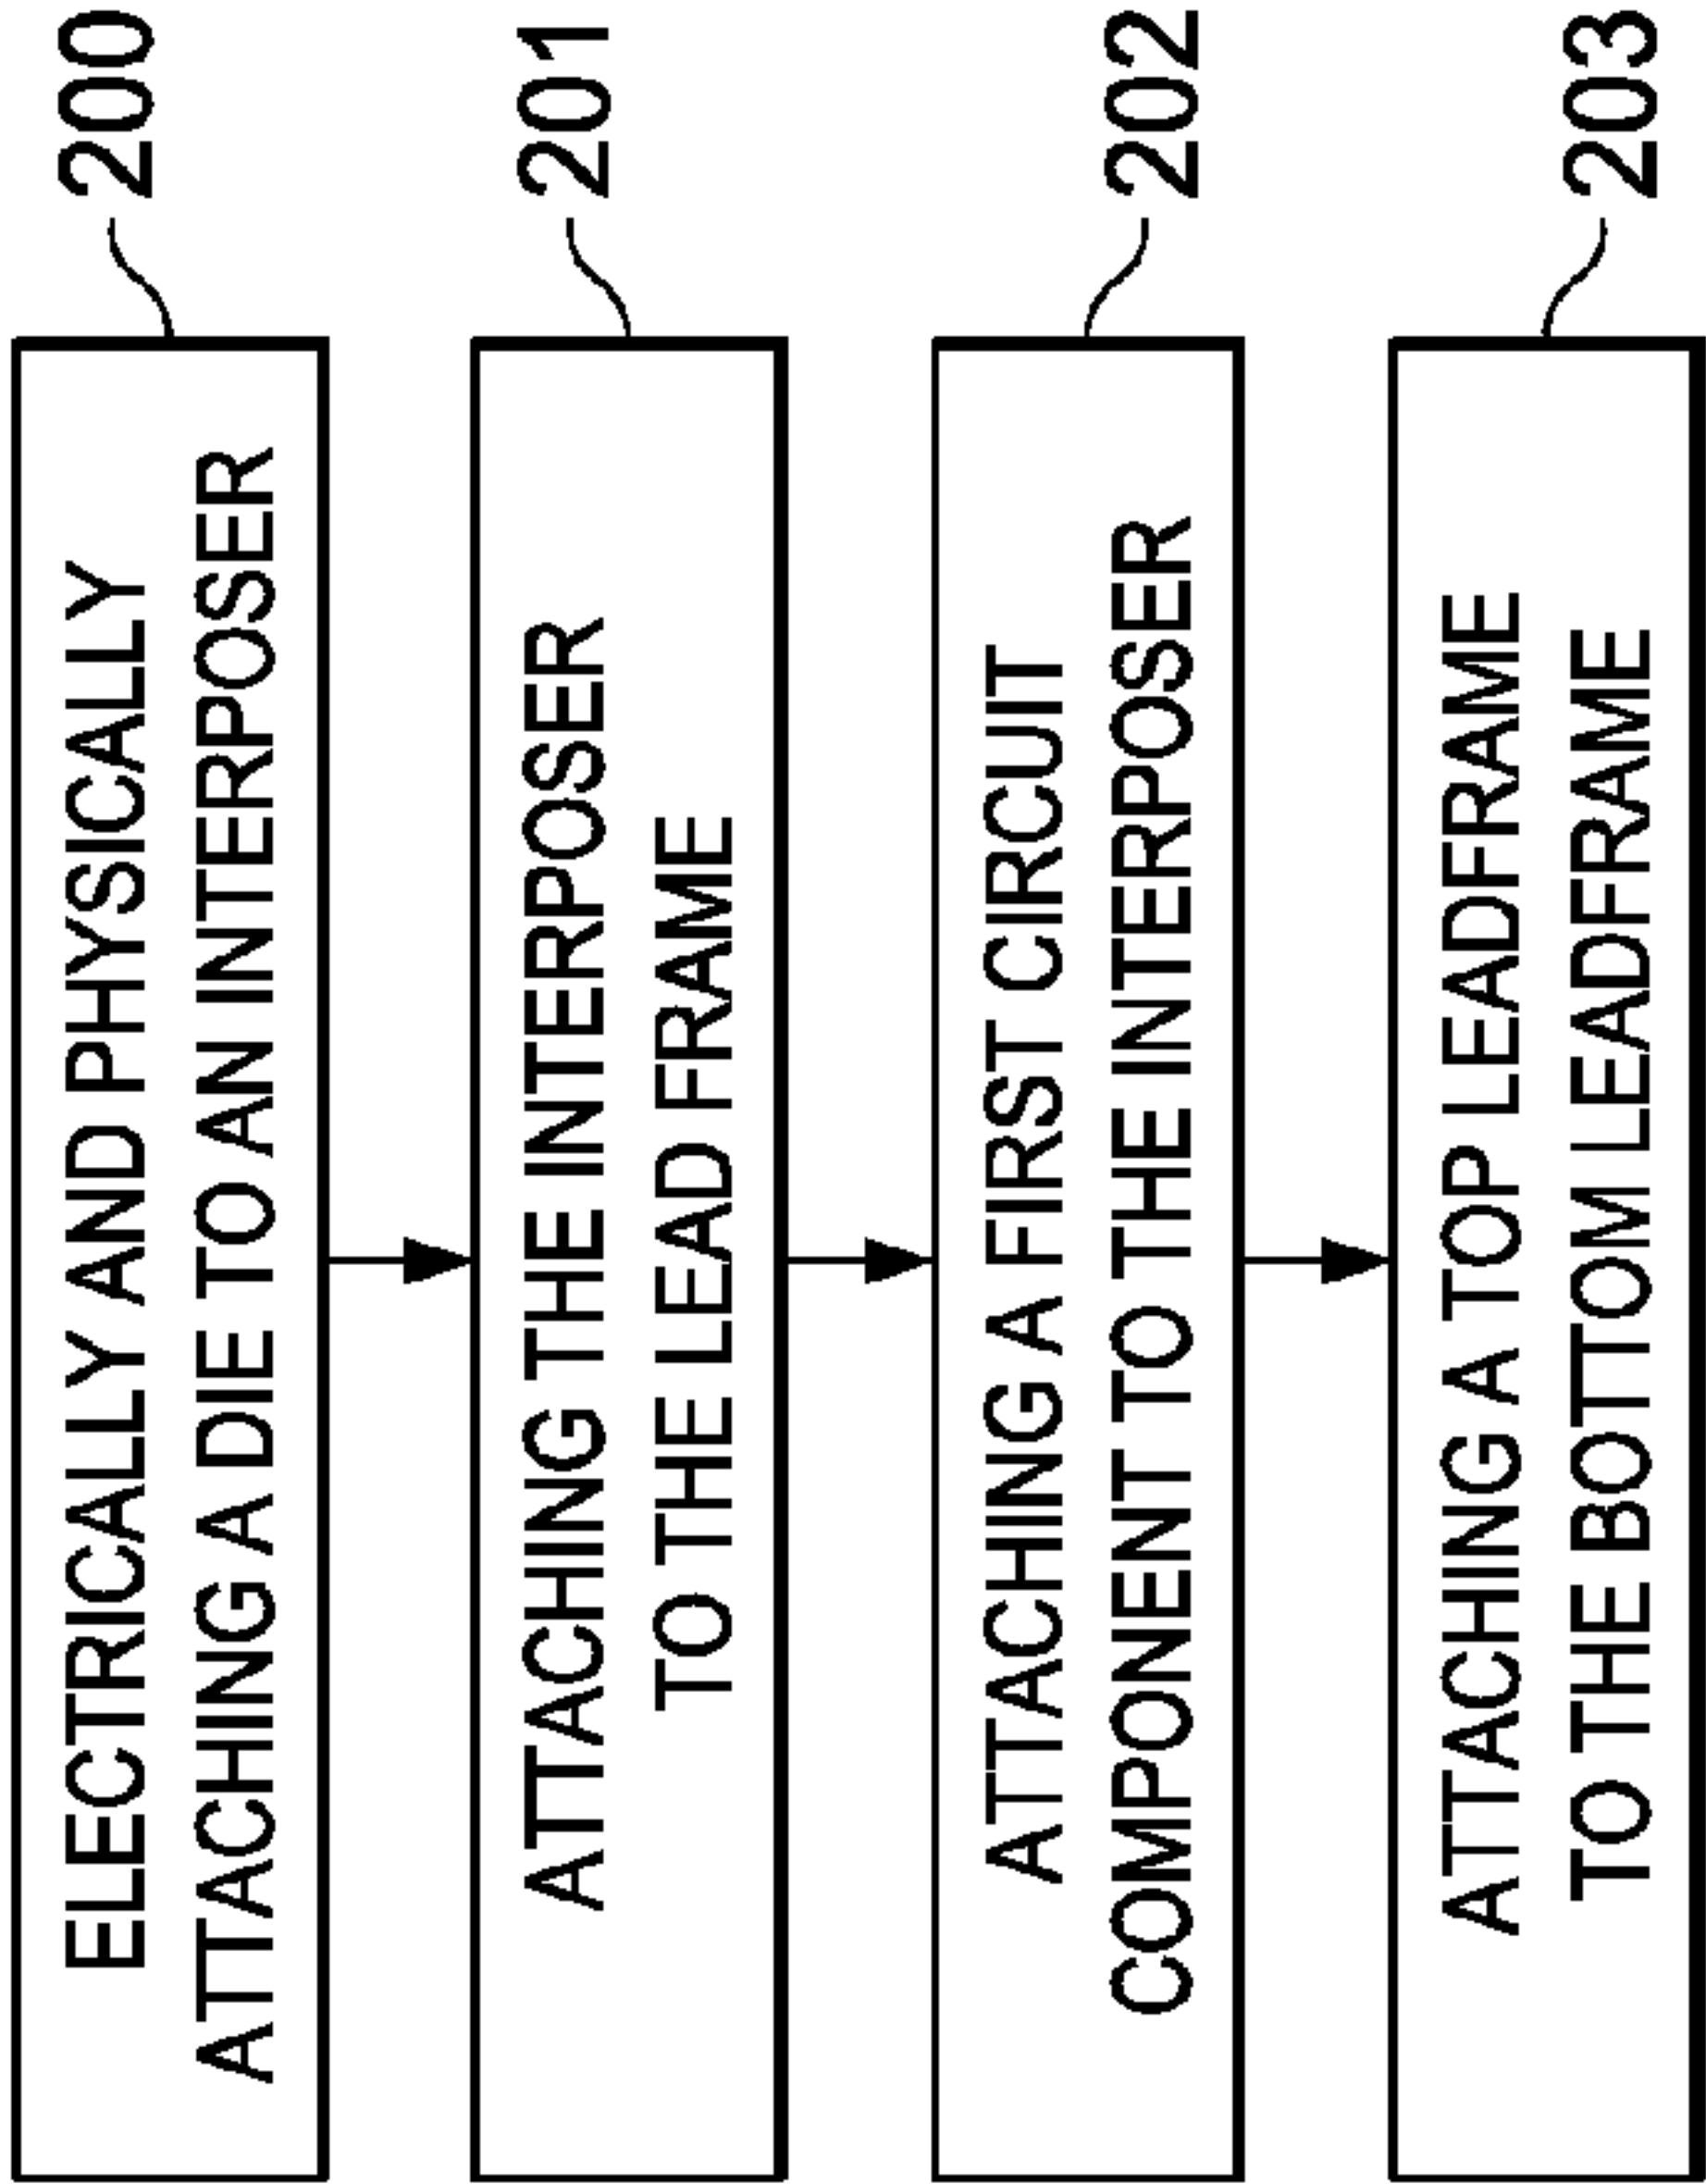 ELECTRICALLY AND PHYSICALLY
ATTACHING A DIE TO AN INTERPOSER
200
ATTACHING THE INTERPOSER
TO THE LEAD FRAME
201
ATTACHING A FIRST CIRCUIT
COMPONENT TO THE INTERPOSER
202
ATTACHING A TOP LEADFRAME
TO THE BOTTOM LEADFRAME
203